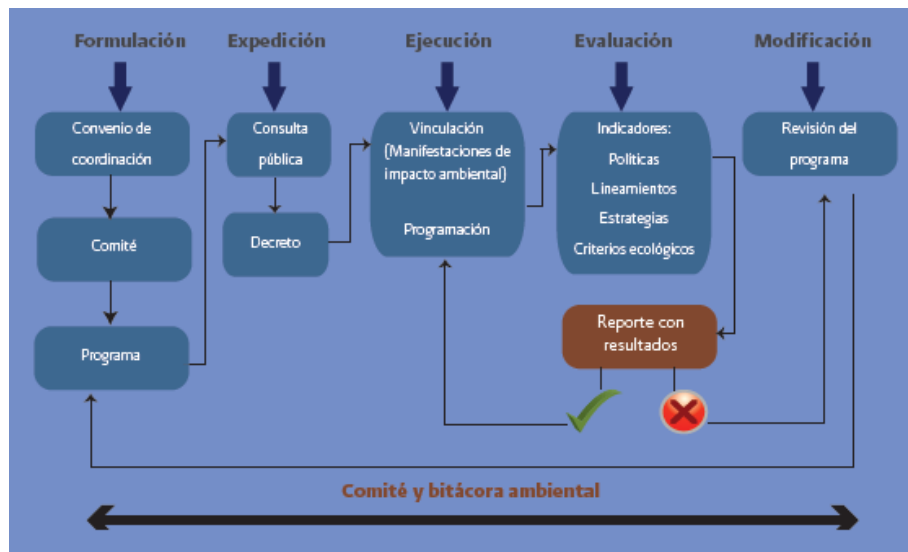 Formulación
Expedición
Ejecución
Evaluación
Modificación
Convenio de
coordinación
Comité
Programa
Consulta
pública
Decreto
Vinculación
(Manifestaciones de
impacto ambiental)
Programación
Indicadores:
Políticas
Lineamientos
Estrategias
Criterios ecológicos
Reporte con
resultados
Revisión del
programa
Comité y bitácora ambiental